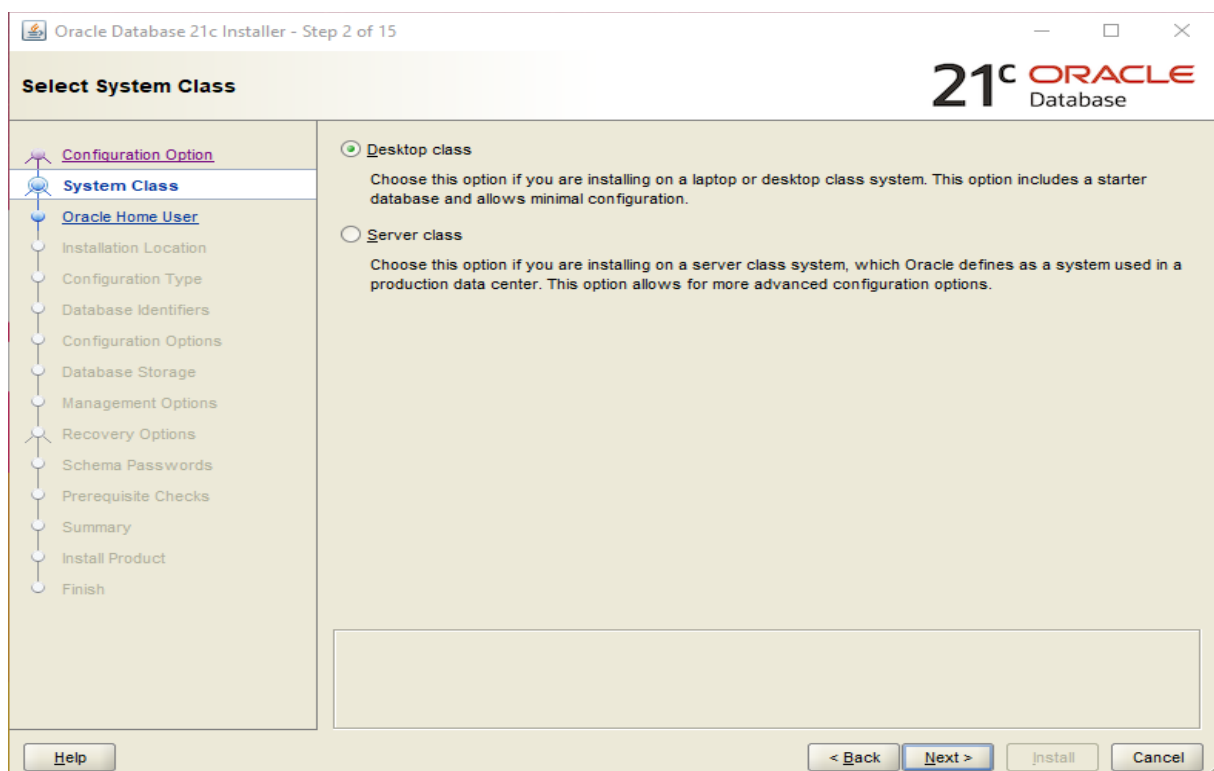 Oracle Database 21c Installer - Step 2 of 15
Select System Class
21c ORACLE
Database
Configuration Option
System Class
Oracle Home User
Installation Location
Configuration Type
Database Identifiers
Configuration Options
Database Storage
Management Options
Recovery Options
Schema Passwords
Prerequisite Checks
Summary
Install Product
Finish
Desktop class
Choose this option if you are installing on a laptop or desktop class system. This option includes a starter
database and allows minimal configuration.
Server class
Choose this option if you are installing on a server class system, which Oracle defines as a system used in a
production data center. This option allows for more advanced configuration options.
Help
< Back
Next >
Install
Cancel